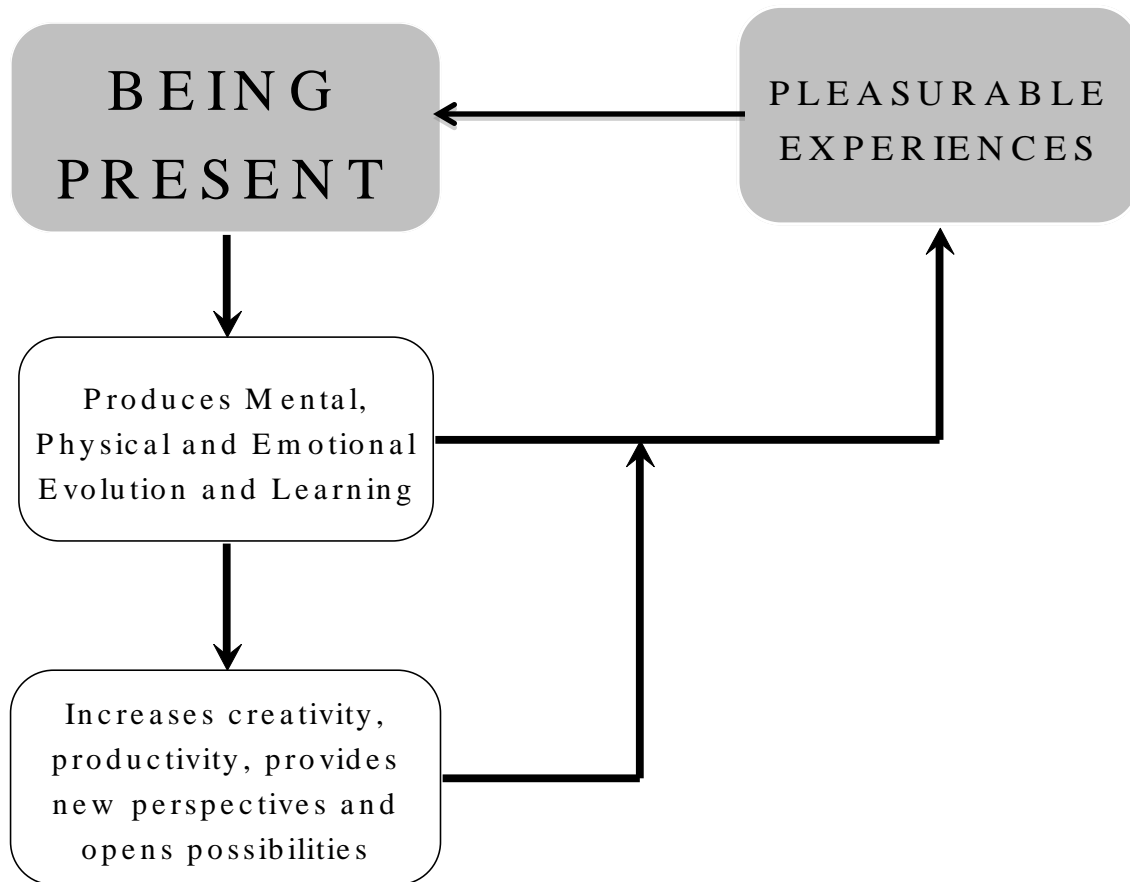 BEING
PRESENT
PLEASURABLE
EXPERIENCES
Produces Mental,
Physical and Emotional
Evolution and Learning
Increases creativity,
productivity, provides
new perspectives and
opens possibilities